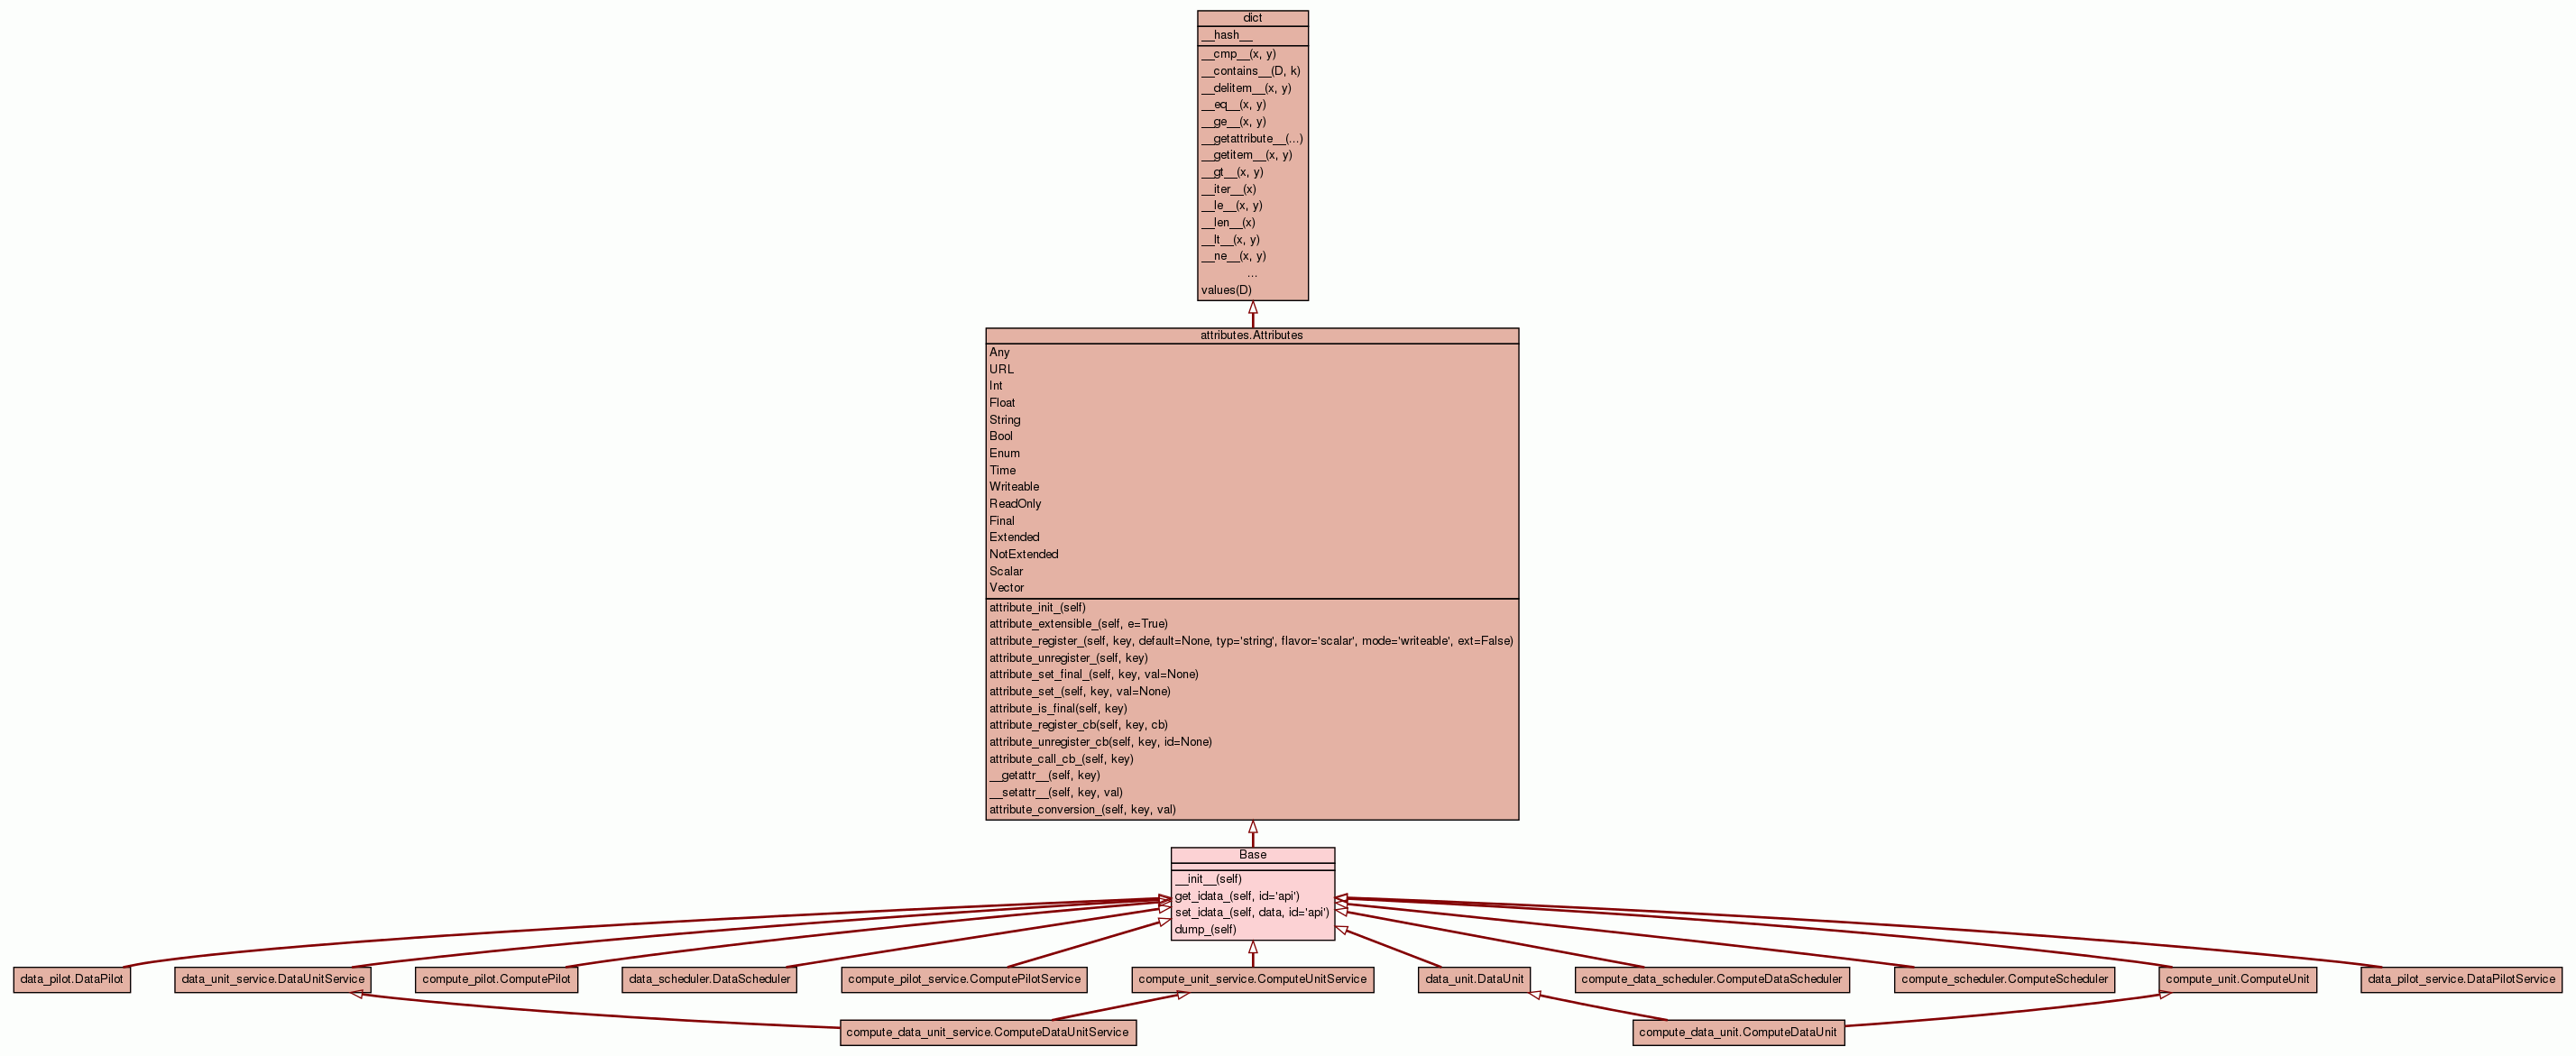 dict
__hash__
__cmp__(x, y)
__contains__(D, k)
__delitem__(x, y)
__eq__(x, y)
__ge__(x, y)
__getattribute__(...)
__getitem__(x, y)
__gt__(x, y)
__iter__(x)
__le__(x, y)
__len__(x)
__lt__(x, y)
__ne__(x, y)
...
values(D)
attributes.Attributes
Any
URL
Int
Float
String
Bool
Enum
Time
Writeable
ReadOnly
Final
Extended
NotExtended
Scalar
Vector
attribute_init_(self)
attribute_extensible_(self, e=True)
attribute_register_(self, key, default=None, typ='string', flavor='scalar', mode='writeable', ext=False)
attribute_unregister_(self, key)
attribute_set_final_(self, key, val=None)
attribute_set_(self, key, val=None)
attribute_is_final(self, key)
attribute_register_cb(self, key, cb)
attribute_unregister_cb(self, key, id=None)
attribute_call_cb_(self, key)
__getattr__(self, key)
__setattr__(self, key, val)
attribute_conversion_(self, key, val)
Base
__init__(self)
get_idata_(self, id='api')
set_idata_(self, data, id='api')
dump_(self)
data_pilot.DataPilot
data_unit_service.DataUnitService
compute_pilot.ComputePilot
data_scheduler.DataScheduler
compute_pilot_service.ComputePilotService
compute_unit_service.ComputeUnitService
data_unit.DataUnit
compute_data_scheduler.ComputeDataScheduler
compute_scheduler.ComputeScheduler
compute_unit.ComputeUnit
data_pilot_service.DataPilotService
compute_data_unit_service.ComputeDataUnitService
compute_data_unit.ComputeDataUnit